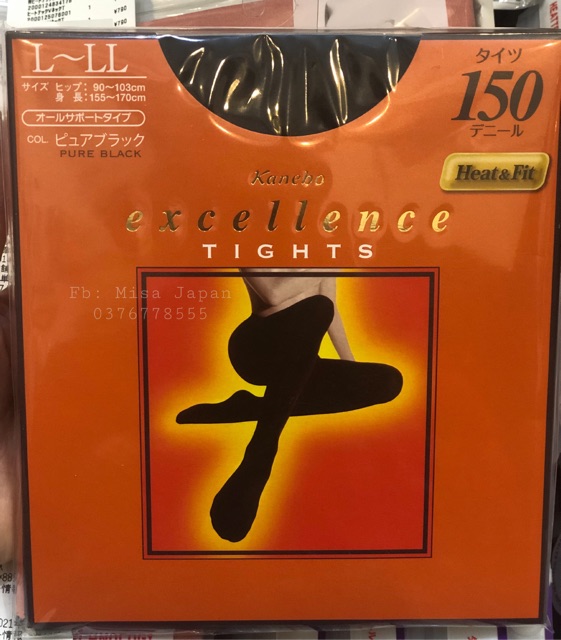 L～LL
サイズ ヒップ：90～103cm
身 長：155～170cm
オールサポートタイプ
COL. ピュアブラック
PURE BLACK
タイツ
150
デニール
Heat&Fit
Kanebo
excellence
TIGHTS
Fb: Misa Japan
0376778555